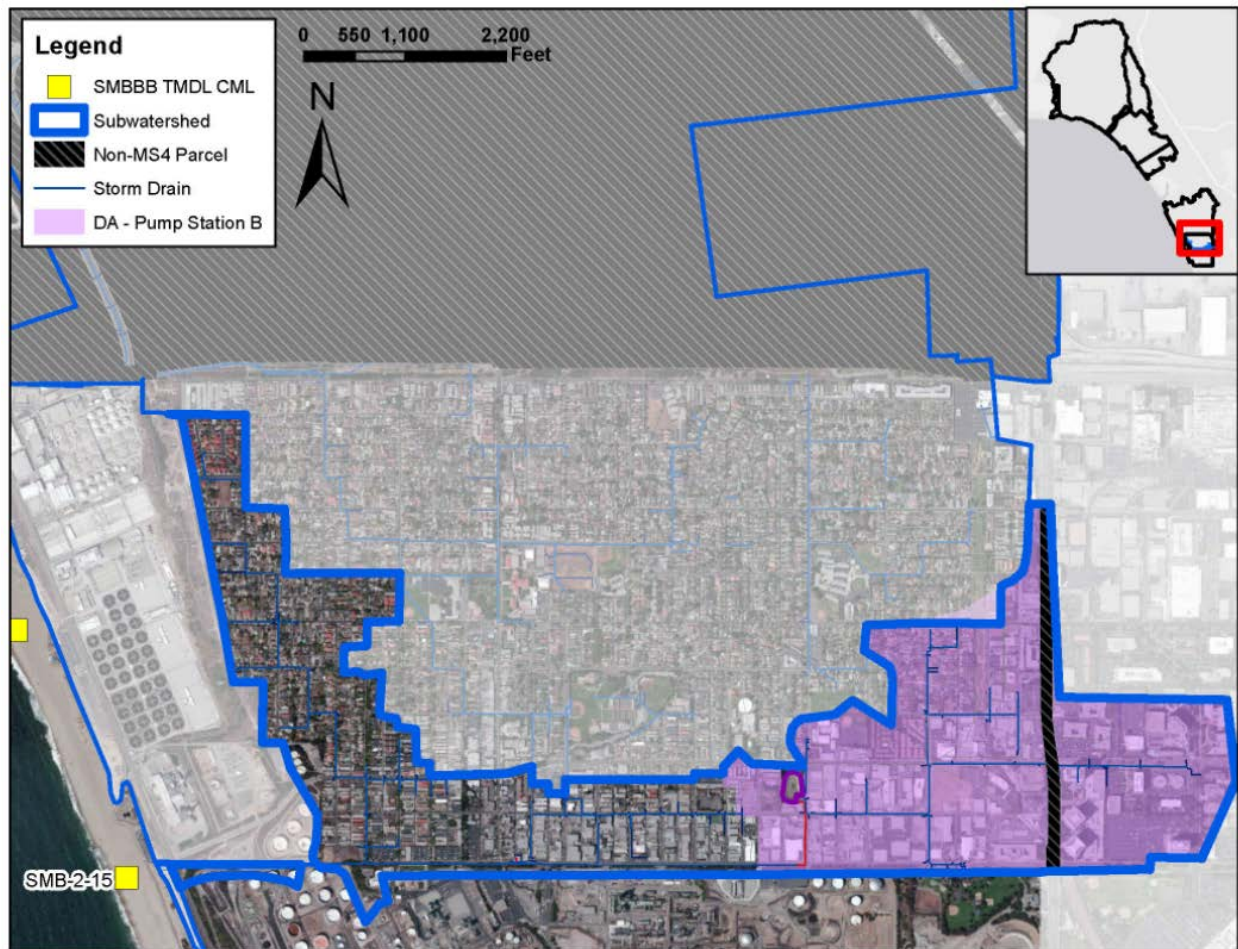 Legend
SMBBB TMDL CML
Subwatershed
Non-MS4 Parcel
Storm Drain
DA - Pump Station B
0 550 1,100 2,200
Feet
N
SMB-2-15